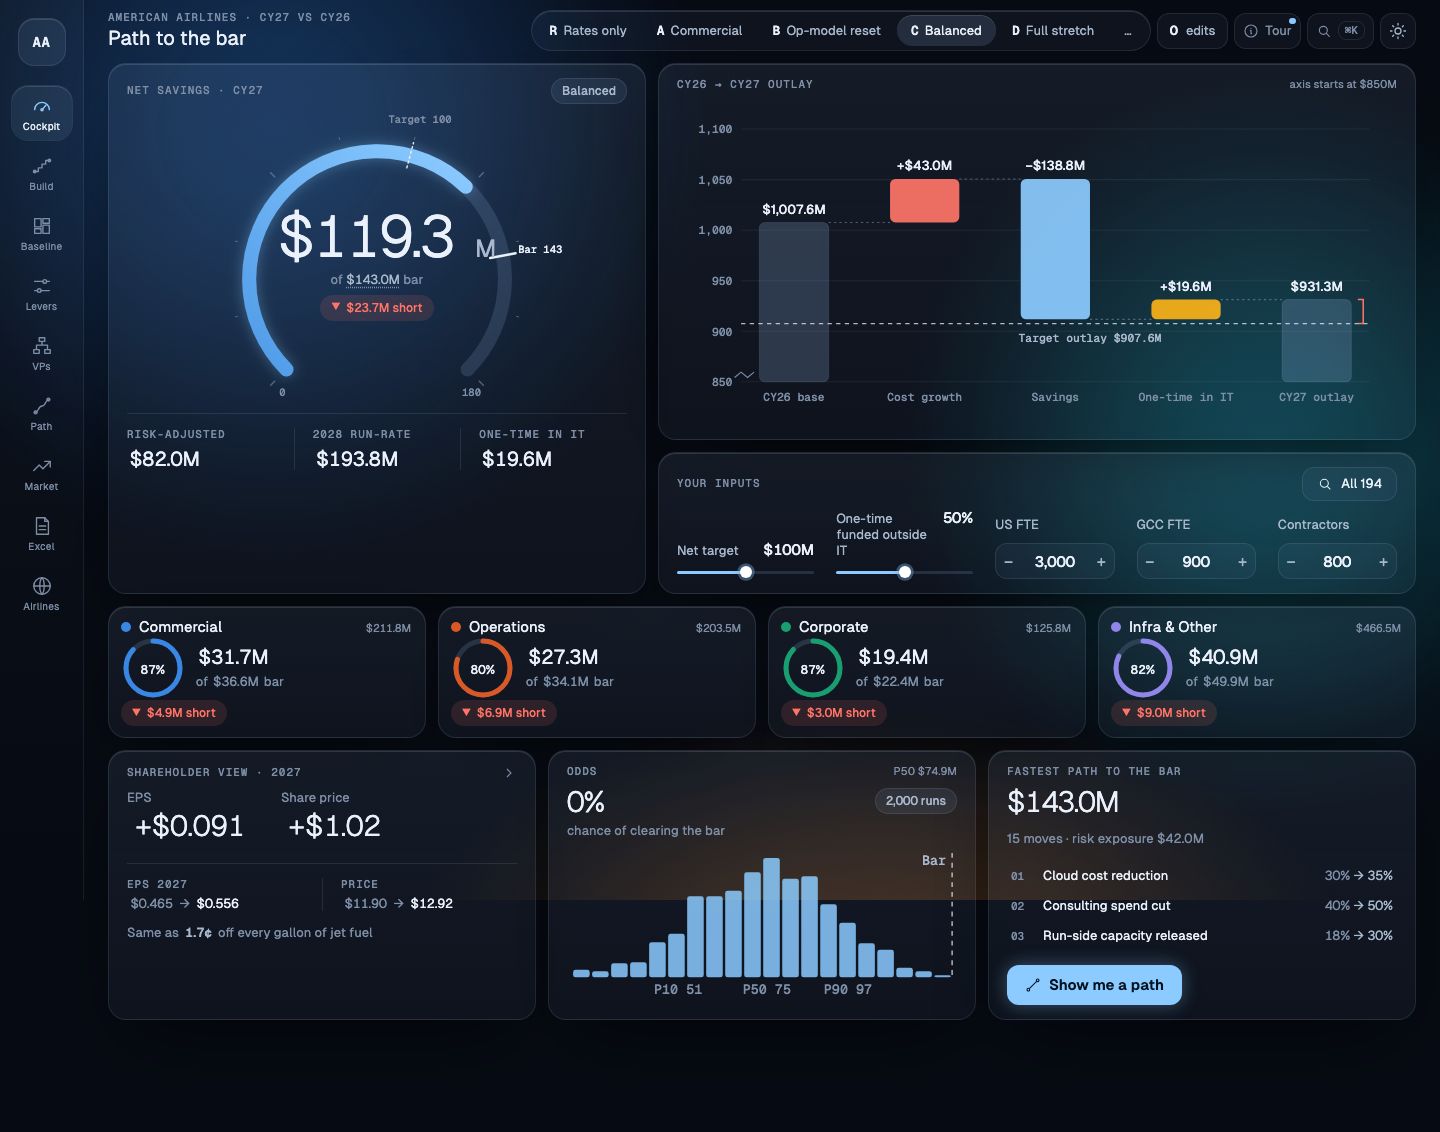 AA
AMERICAN AIRLINES · CY27 VS CY26
Path to the bar
R Rates only
A Commercial
B Op-model reset
C Balanced
D Full stretch
…
0 edits
Tour
⌘K
Cockpit
Build
Baseline
Levers
VPs
Path
Market
Excel
Airlines
NET SAVINGS · CY27
Balanced
Target 100
$119.3 M
Bar 143
of $143.0M bar
▼ $23.7M short
0
180
RISK-ADJUSTED
$82.0M
2028 RUN-RATE
$193.8M
ONE-TIME IN IT
$19.6M
CY26 → CY27 OUTLAY
axis starts at $850M
1,100
1,050
1,000
950
900
850
$1,007.6M
+$43.0M
−$138.8M
+$19.6M
$931.3M
Target outlay $907.6M
CY26 base
Cost growth
Savings
One-time in IT
CY27 outlay
YOUR INPUTS
All 194
Net target $100M
One-time
funded outside
IT
50%
US FTE
− 3,000 +
GCC FTE
− 900 +
Contractors
− 800 +
Commercial $211.8M
87%
$31.7M
of $36.6M bar
▼ $4.9M short
Operations $203.5M
80%
$27.3M
of $34.1M bar
▼ $6.9M short
Corporate $125.8M
87%
$19.4M
of $22.4M bar
▼ $3.0M short
Infra & Other $466.5M
82%
$40.9M
of $49.9M bar
▼ $9.0M short
SHAREHOLDER VIEW · 2027
EPS
+$0.091
Share price
+$1.02
EPS 2027
$0.465 → $0.556
PRICE
$11.90 → $12.92
Same as 1.7¢ off every gallon of jet fuel
ODDS
P50 $74.9M
0%
2,000 runs
chance of clearing the bar
Bar
P10 51
P50 75
P90 97
FASTEST PATH TO THE BAR
$143.0M
15 moves · risk exposure $42.0M
01 Cloud cost reduction 30% → 35%
02 Consulting spend cut 40% → 50%
03 Run-side capacity released 18% → 30%
Show me a path